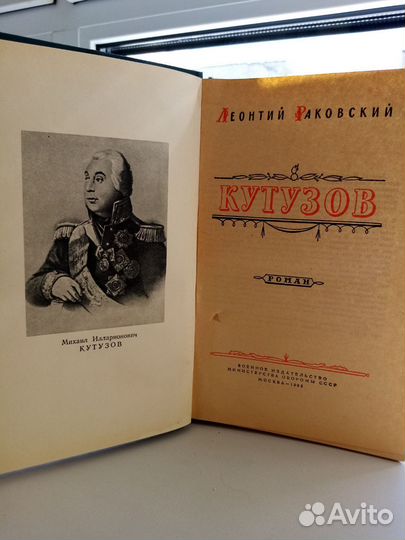 Михаил Илларионович
КУТУЗОВ
Леонтий Раковский
КУТУЗОВ
РОМАН
ВОЕННОЕ ИЗДАТЕЛЬСТВО
МИНИСТЕРСТВА ОБОРОНЫ СССР
МОСКВА
Avito